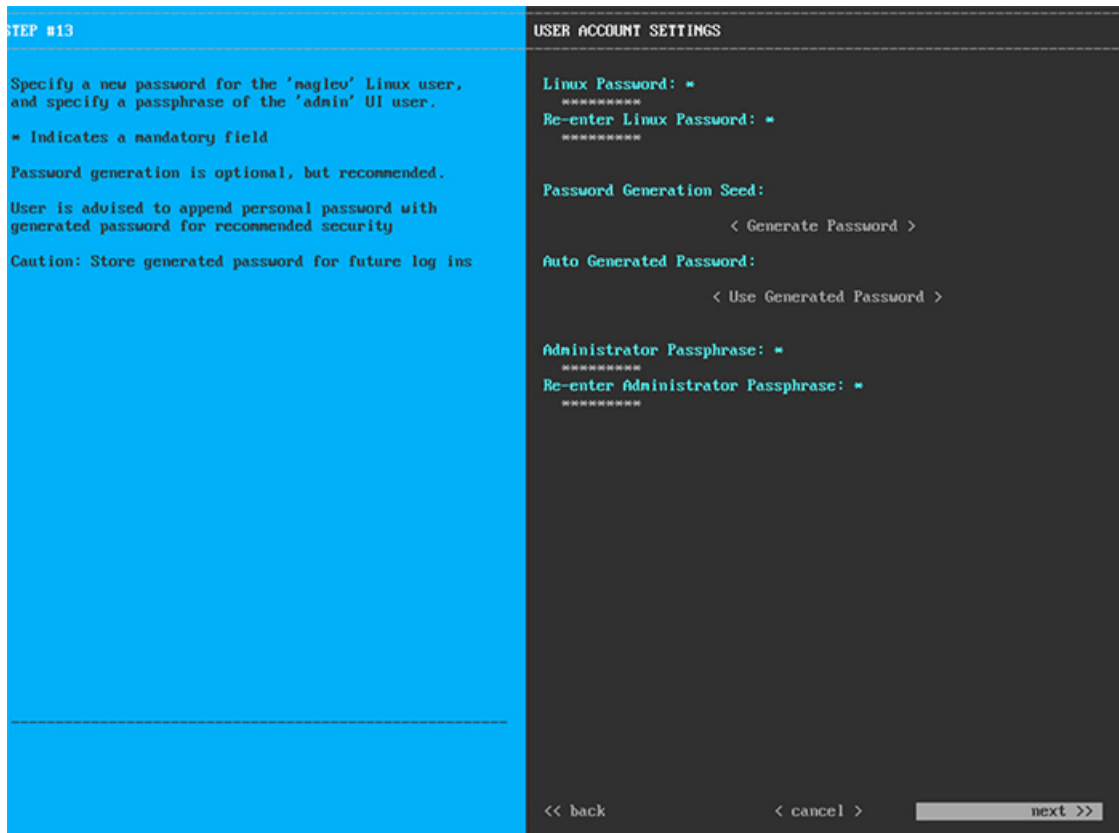 STEP #13
Specify a new password for the 'maglev' Linux user,
and specify a passphrase of the 'admin' UI user.
* Indicates a mandatory field
Password generation is optional, but recommended.
User is advised to append personal password with
generated password for recommended security
Caution: Store generated password for future log ins
USER ACCOUNT SETTINGS
Linux Password: *
*********
Re-enter Linux Password: *
*********
Password Generation Seed:
< Generate Password >
Auto Generated Password:
< Use Generated Password >
Administrator Passphrase: *
*********
Re-enter Administrator Passphrase: *
*********
<< back < cancel > next >>